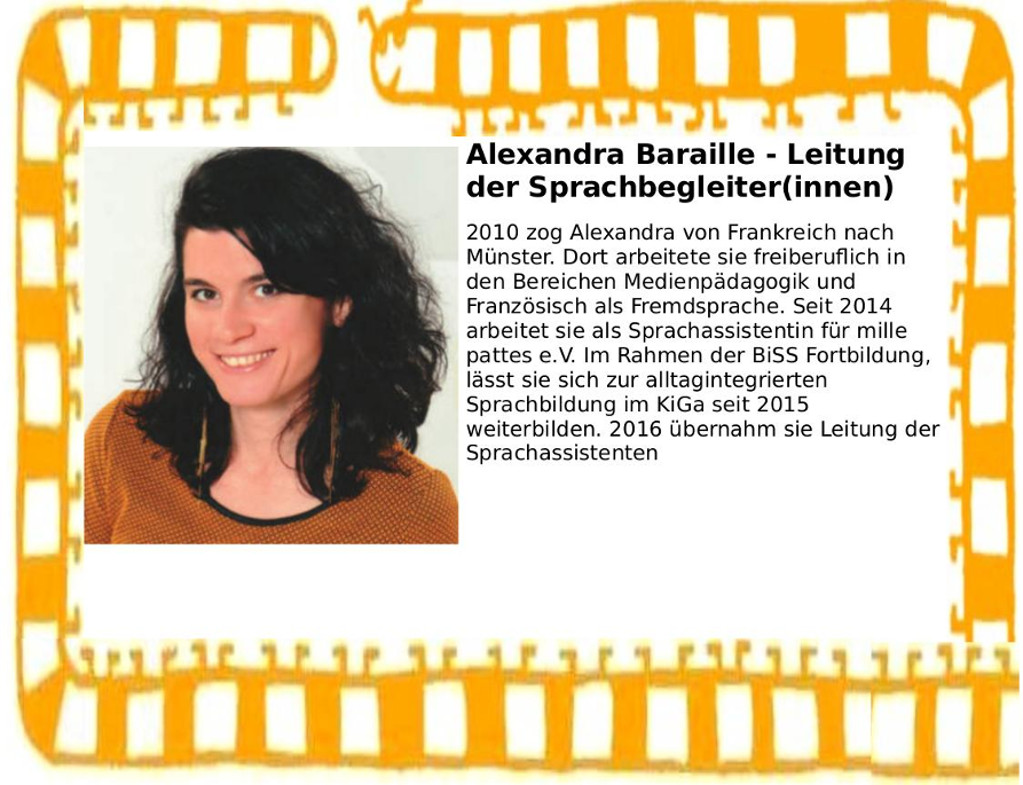 Alexandra Baraille - Leitung
der Sprachbegleiter(innen)
2010 zog Alexandra von Frankreich nach
Münster. Dort arbeitete sie freiberuflich in
den Bereichen Medienpädagogik und
Französisch als Fremdsprache. Seit 2014
arbeitet sie als Sprachassistentin für mille
pattes e.V. Im Rahmen der BiSS Fortbildung,
lässt sie sich zur alltagintegrierten
Sprachbildung im KiGa seit 2015
weiterbilden. 2016 übernahm sie Leitung der
Sprachassistenten